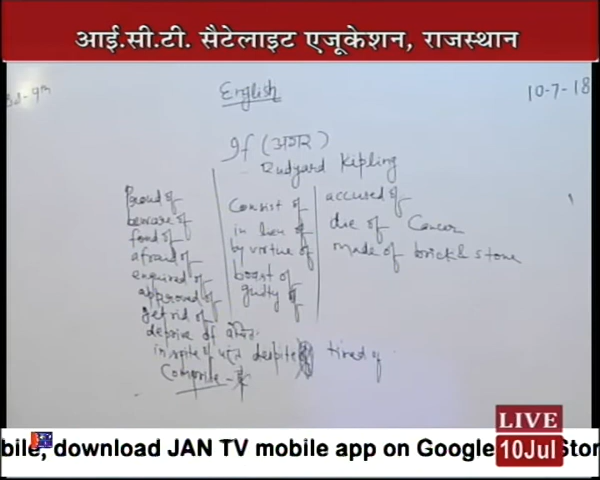 आई.सी.टी. सैटेलाइट एजूकेशन, राजस्थान
English
10-7-18
If (अगर)
Rudyard Kipling
Proud of
beware of
fond of
afraid of
enquired of
approved of
get rid of
deprive of
inspite of
despite
Comprise
Consist of
in lieu of
by virtue of
boast of
guilty of
accused of
die of Cancer
made of brick & stone
tired of
LIVE
10Jul
bile, download JAN TV mobile app on Google Stor